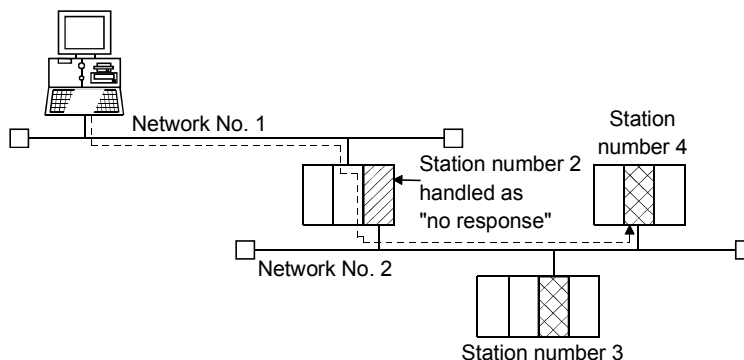 Network No. 1
Station
number 4
Station number 2
handled as
"no response"
Network No. 2
Station number 3